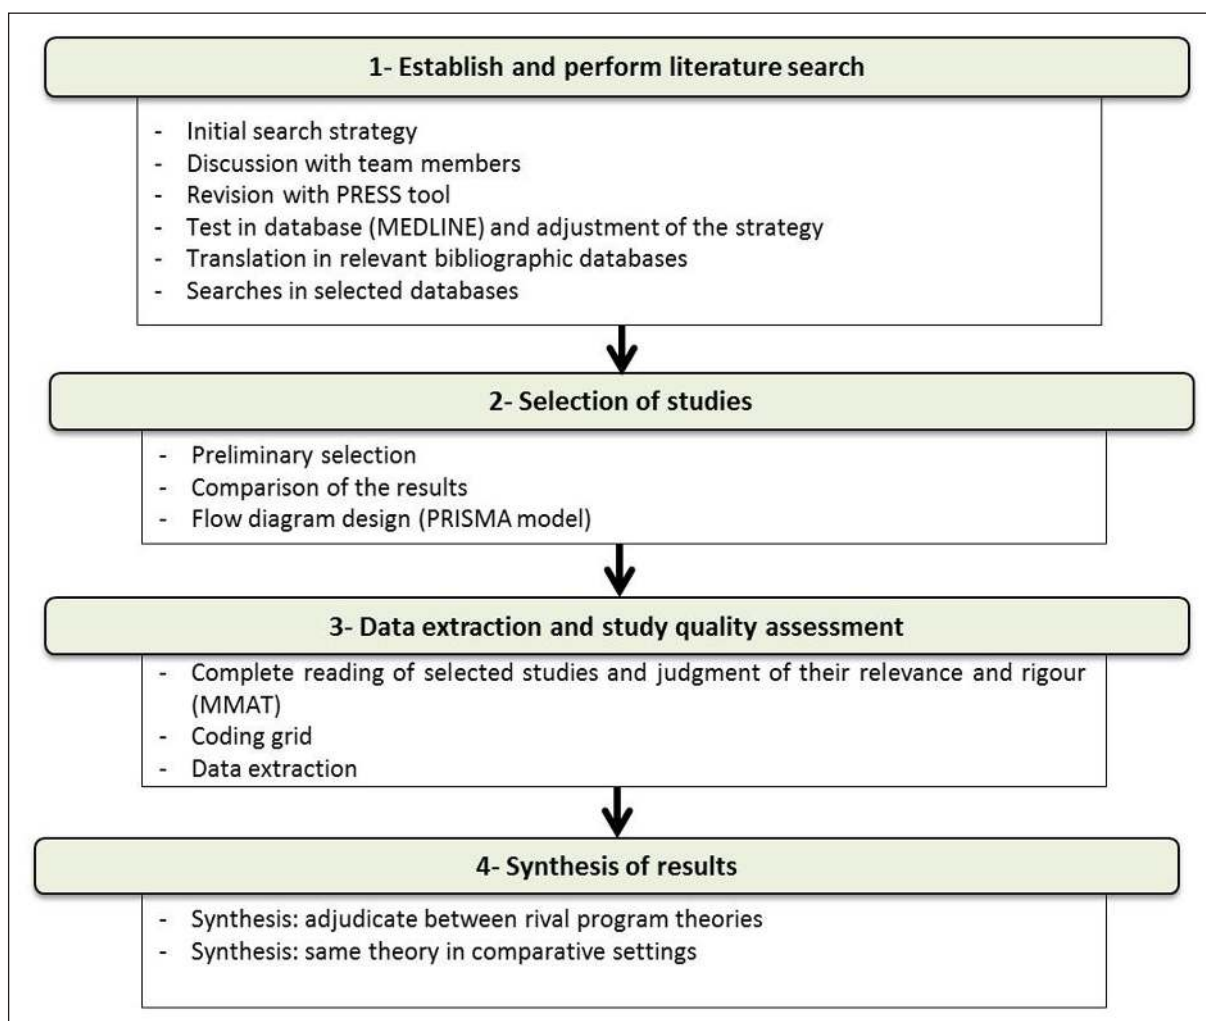 1- Establish and perform literature search
- Initial search strategy
- Discussion with team members
- Revision with PRESS tool
- Test in database (MEDLINE) and adjustment of the strategy
- Translation in relevant bibliographic databases
- Searches in selected databases
2- Selection of studies
- Preliminary selection
- Comparison of the results
- Flow diagram design (PRISMA model)
3- Data extraction and study quality assessment
- Complete reading of selected studies and judgment of their relevance and rigour
(MMAT)
- Coding grid
- Data extraction
4- Synthesis of results
- Synthesis: adjudicate between rival program theories
- Synthesis: same theory in comparative settings